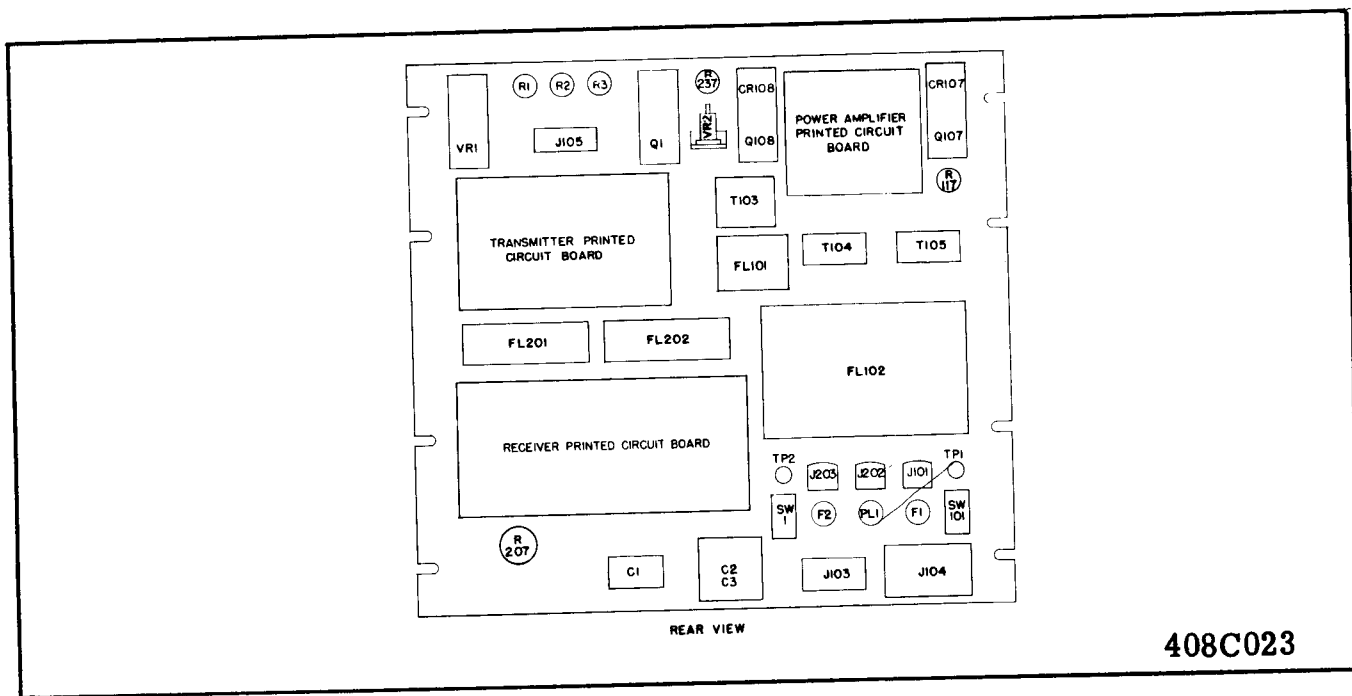 VR1
R1
R2
R3
J105
Q1
R
237
VR2
CR108
Q108
POWER AMPLIFIER
PRINTED CIRCUIT
BOARD
CR107
Q107
R
117
TRANSMITTER PRINTED
CIRCUIT BOARD
T103
FL101
T104
T105
FL201
FL202
FL102
RECEIVER PRINTED CIRCUIT BOARD
TP2
J203
J202
J101
TP1
SW
1
F2
PL1
F1
SW
101
R
207
C1
C2
C3
J103
J104
REAR VIEW
408C023